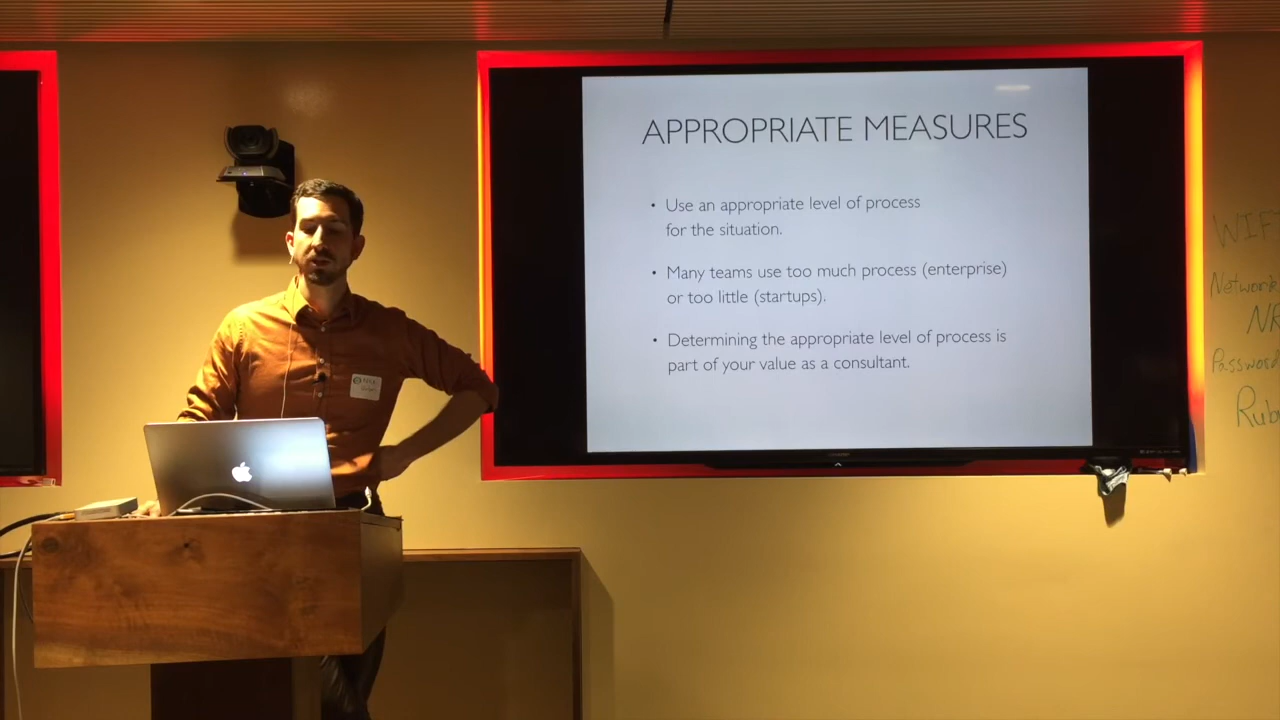 APPROPRIATE MEASURES
• Use an appropriate level of process
for the situation.
• Many teams use too much process (enterprise)
or too little (startups).
• Determining the appropriate level of process is
part of your value as a consultant.
WIFI
Network
Password